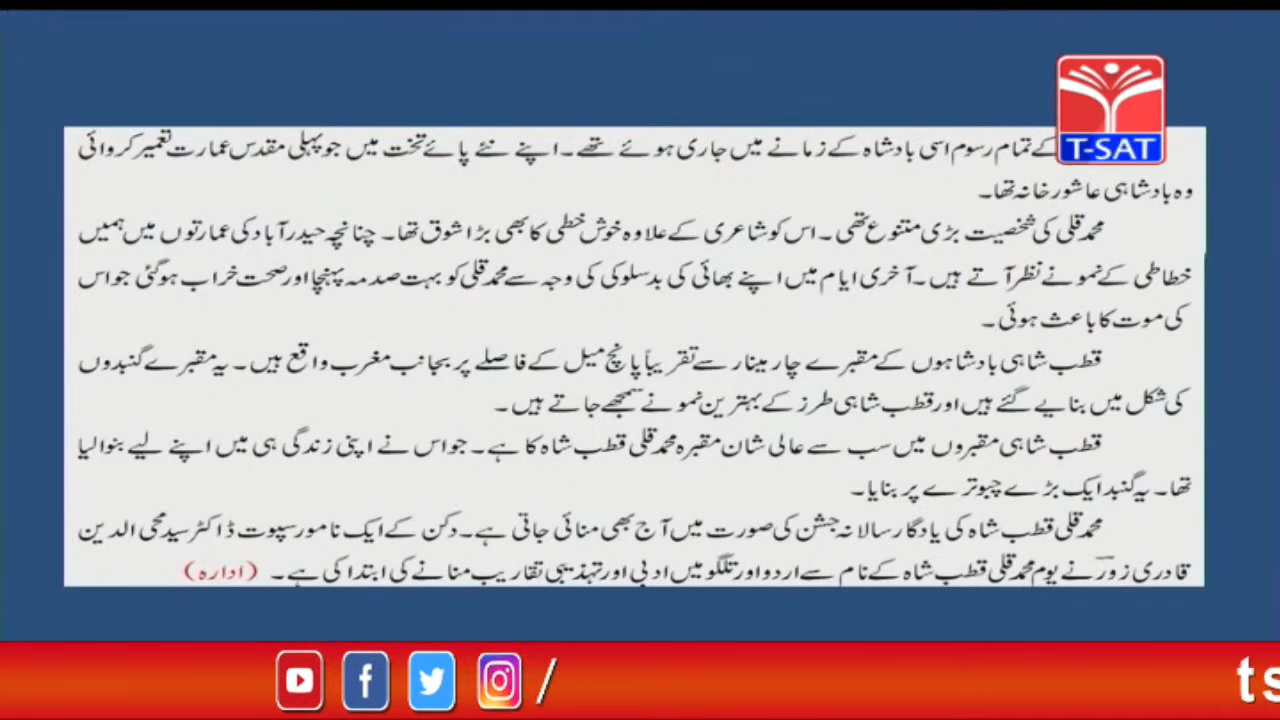 T-SAT
کے تمام رسوم اسی بادشاہ کے زمانے میں جاری ہوئے تھے۔ اپنے نئے پائے تخت میں جو پہلی مقدس عمارت تعمیر کروائی
وہ بادشاہی عاشور خانہ تھا۔
محمد قلی کی شخصیت بڑی متنوع تھی۔ اس کو شاعری کے علاوہ خوش خطی کا بھی بڑا شوق تھا۔ چنانچہ حیدرآباد کی عمارتوں میں ہمیں
خطاطی کے نمونے نظر آتے ہیں۔ آخری ایام میں اپنے بھائی کی بدسلوکی کی وجہ سے محمد قلی کو بہت صدمہ پہنچا اور صحت خراب ہوگئی جو اس
کی موت کا باعث ہوئی۔
قطب شاہی بادشاہوں کے مقبرے چار مینار سے تقریباً پانچ میل کے فاصلے پر بجانب مغرب واقع ہیں۔ یہ مقبرے گنبدوں
کی شکل میں بنایے گئے ہیں اور قطب شاہی طرز کے بہترین نمونے سمجھے جاتے ہیں۔
قطب شاہی مقبروں میں سب سے عالی شان مقبرہ محمد قلی قطب شاہ کا ہے۔ جو اس نے اپنی زندگی ہی میں اپنے لیے بنوالیا
تھا۔ یہ گنبد ایک بڑے چبوترے پر بنایا۔
محمد قلی قطب شاہ کی یادگار سالانہ جشن کی صورت میں آج بھی منائی جاتی ہے۔ دکن کے ایک نامور سپوت ڈاکٹر سید محی الدین
قادری زورؔ نے یوم محمد قلی قطب شاہ کے نام سے اردو اور تلگو میں ادبی اور تہذیبی تقاریب منانے کی ابتدا کی ہے۔ (ادارہ)
/ ts